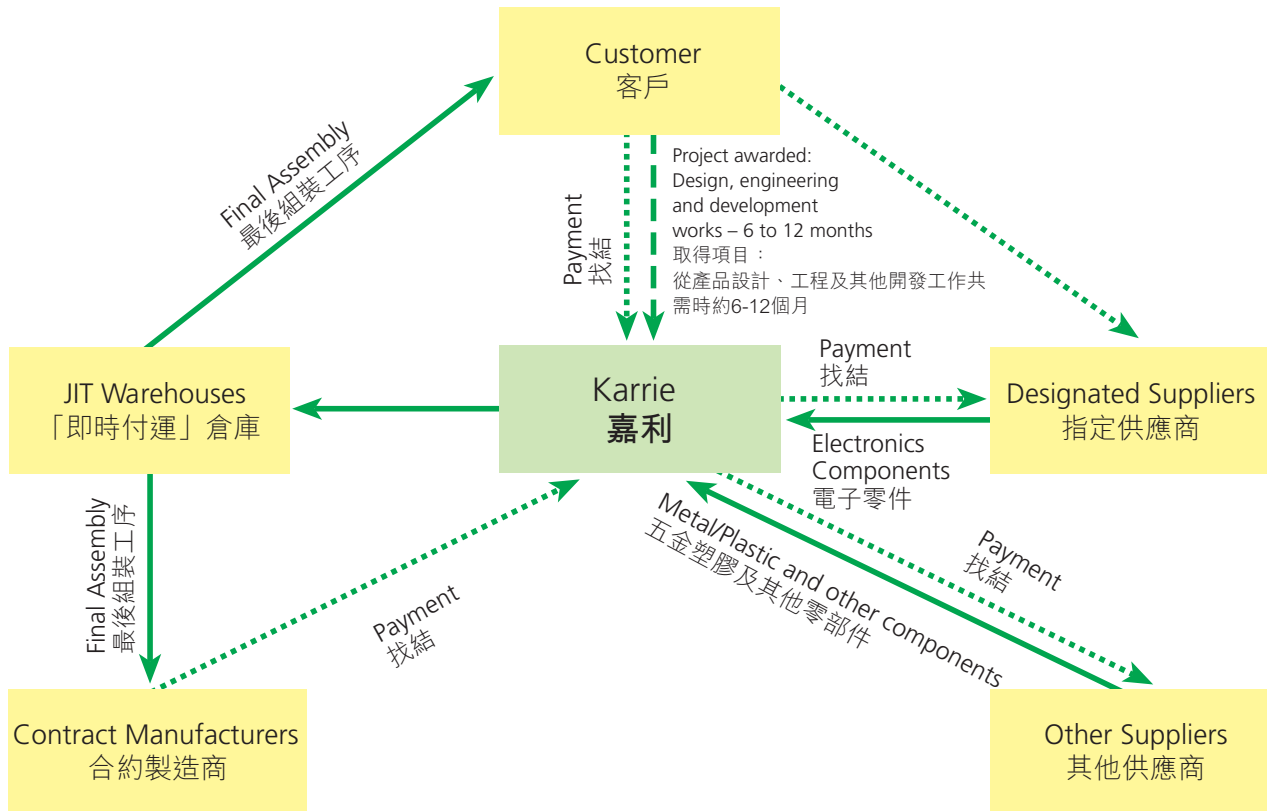 Customer
客戶
Final Assembly
最後組裝工序
Payment
找結
Project awarded:
Design, engineering
and development
works – 6 to 12 months
取得項目：
從產品設計、工程及其他開發工作共
需時約6-12個月
JIT Warehouses
「即時付運」倉庫
Karrie
嘉利
Payment
找結
Designated Suppliers
指定供應商
Electronics
Components
電子零件
Final Assembly
最後組裝工序
Payment
找結
Metal/Plastic and other components
五金塑膠及其他零部件
Payment
找結
Contract Manufacturers
合約製造商
Other Suppliers
其他供應商